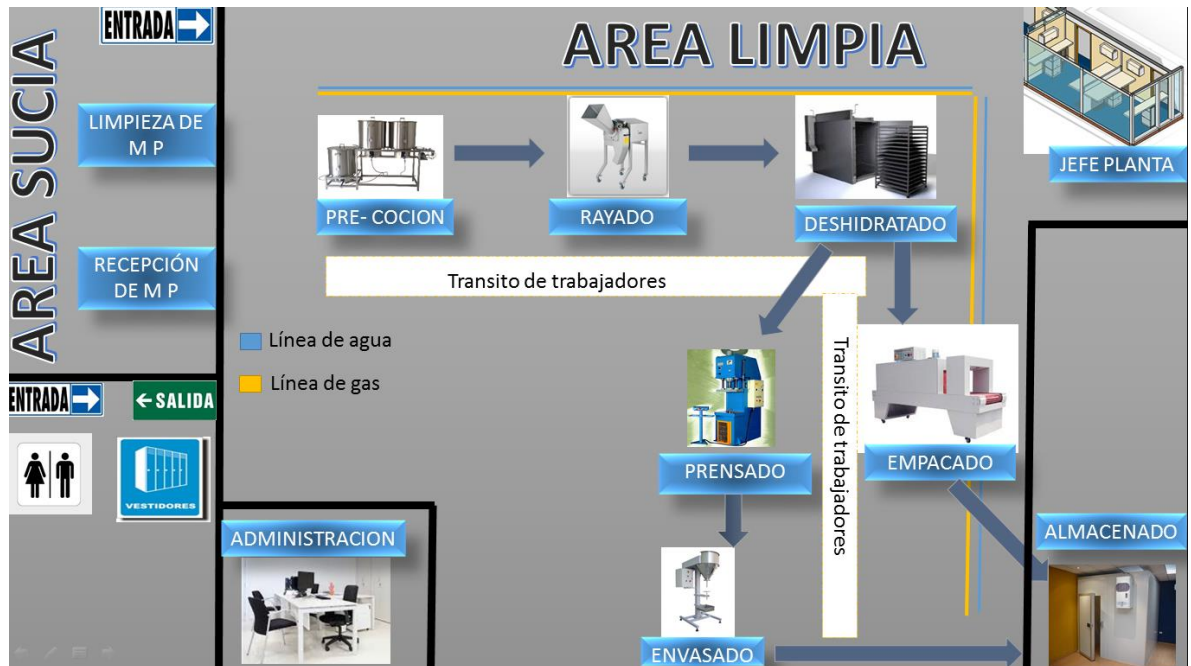 ENTRADA
AREA SUCIA
LIMPIEZA DE
M P
RECEPCIÓN
DE M P
ENTRADA
← SALIDA
VESTIDORES
ADMINISTRACION
AREA LIMPIA
PRE- COCION
RAYADO
DESHIDRATADO
JEFE PLANTA
Transito de trabajadores
Línea de agua
Línea de gas
Transito de trabajadores
PRENSADO
EMPACADO
ENVASADO
ALMACENADO